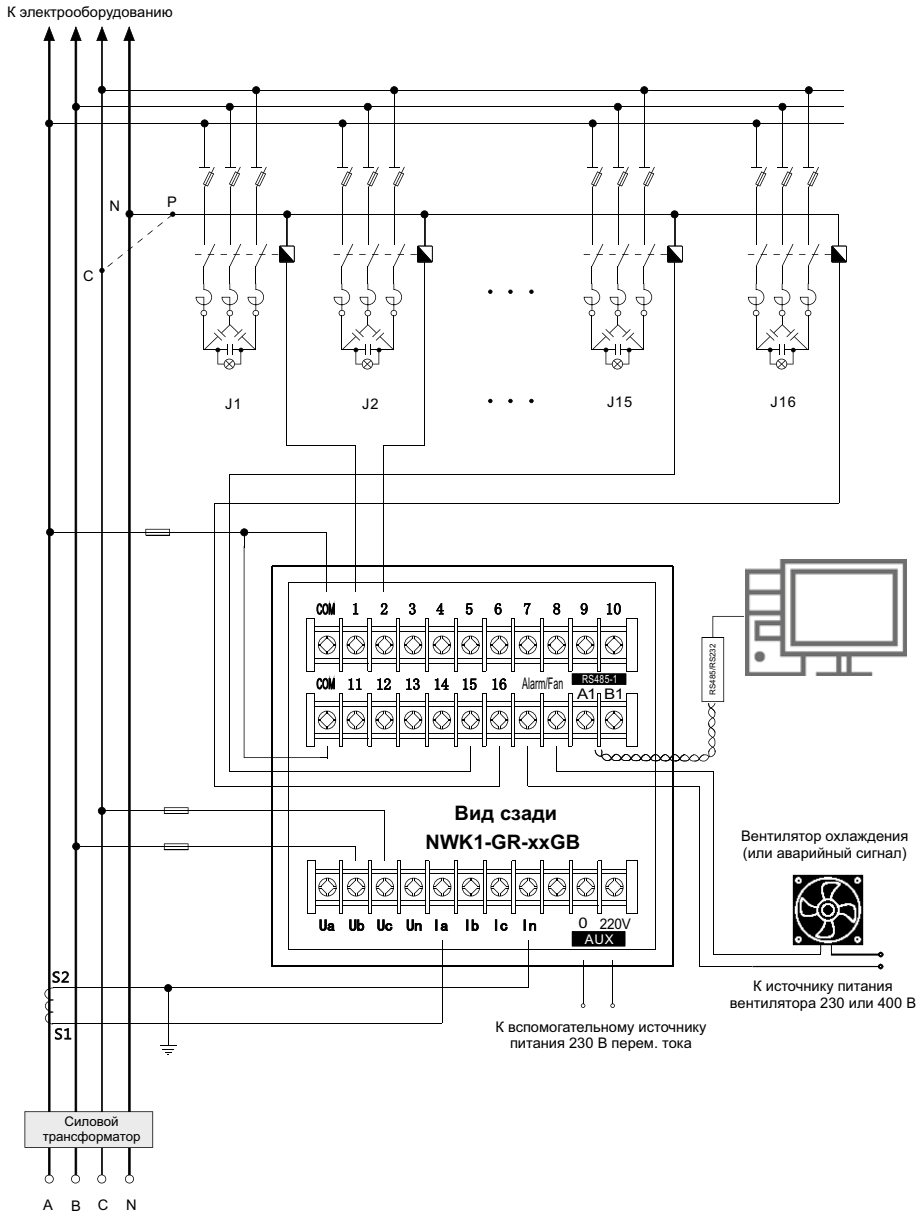 К электрооборудованию
N P
C
J1 J2 J15 J16
COM 1 2 3 4 5 6 7 8 9 10
COM 11 12 13 14 15 16 Alarm/Fan RS485-1
A1 B1
RS485/RS232
Вид сзади
NWK1-GR-xxGB
Ua Ub Uc Un Ia Ib Ic In 0 220V
AUX
Вентилятор охлаждения
(или аварийный сигнал)
К источнику питания
вентилятора 230 или 400 В
S2
S1
К вспомогательному источнику
питания 230 В перем. тока
Силовой
трансформатор
A B C N